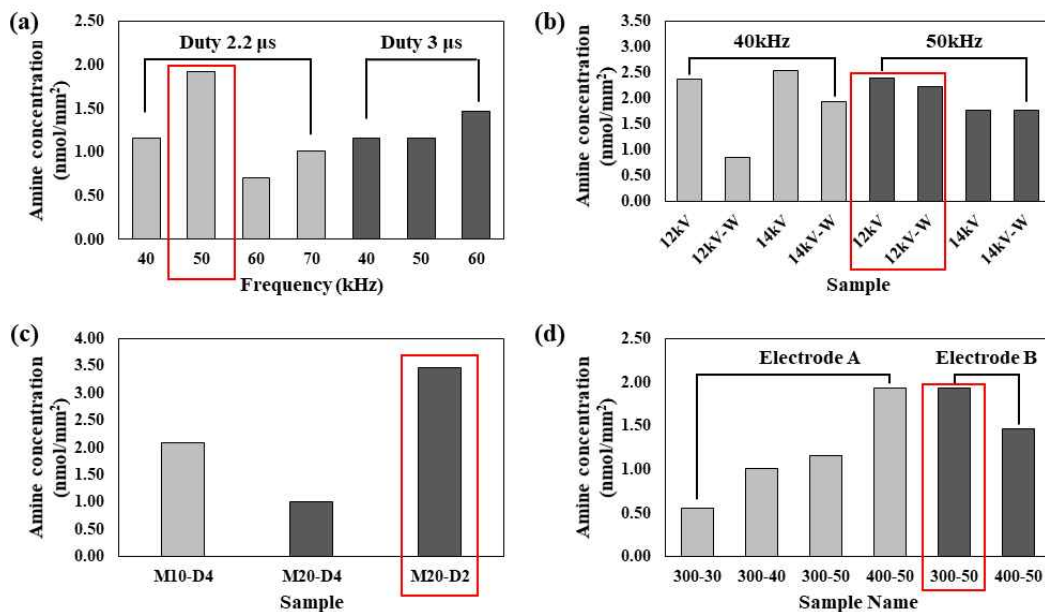 (a)
Amine concentration
(nmol/mm²)
2.50
2.00
1.50
1.00
0.50
0.00
Duty 2.2 μs
Duty 3 μs
40 50 60 70 40 50 60
Frequency (kHz)
(b)
Amine concentration
(nmol/mm²)
3.50
3.00
2.50
2.00
1.50
1.00
0.50
0.00
40kHz
50kHz
12kV 12kV-W 14kV 14kV-W 12kV 12kV-W 14kV 14kV-W
Sample
(c)
Amine concentration
(nmol/mm²)
4.00
3.50
3.00
2.50
2.00
1.50
1.00
0.50
0.00
M10-D4 M20-D4 M20-D2
Sample
(d)
Amine concentration
(nmol/mm²)
2.50
2.00
1.50
1.00
0.50
0.00
Electrode A
Electrode B
300-30 300-40 300-50 400-50 300-50 400-50
Sample Name